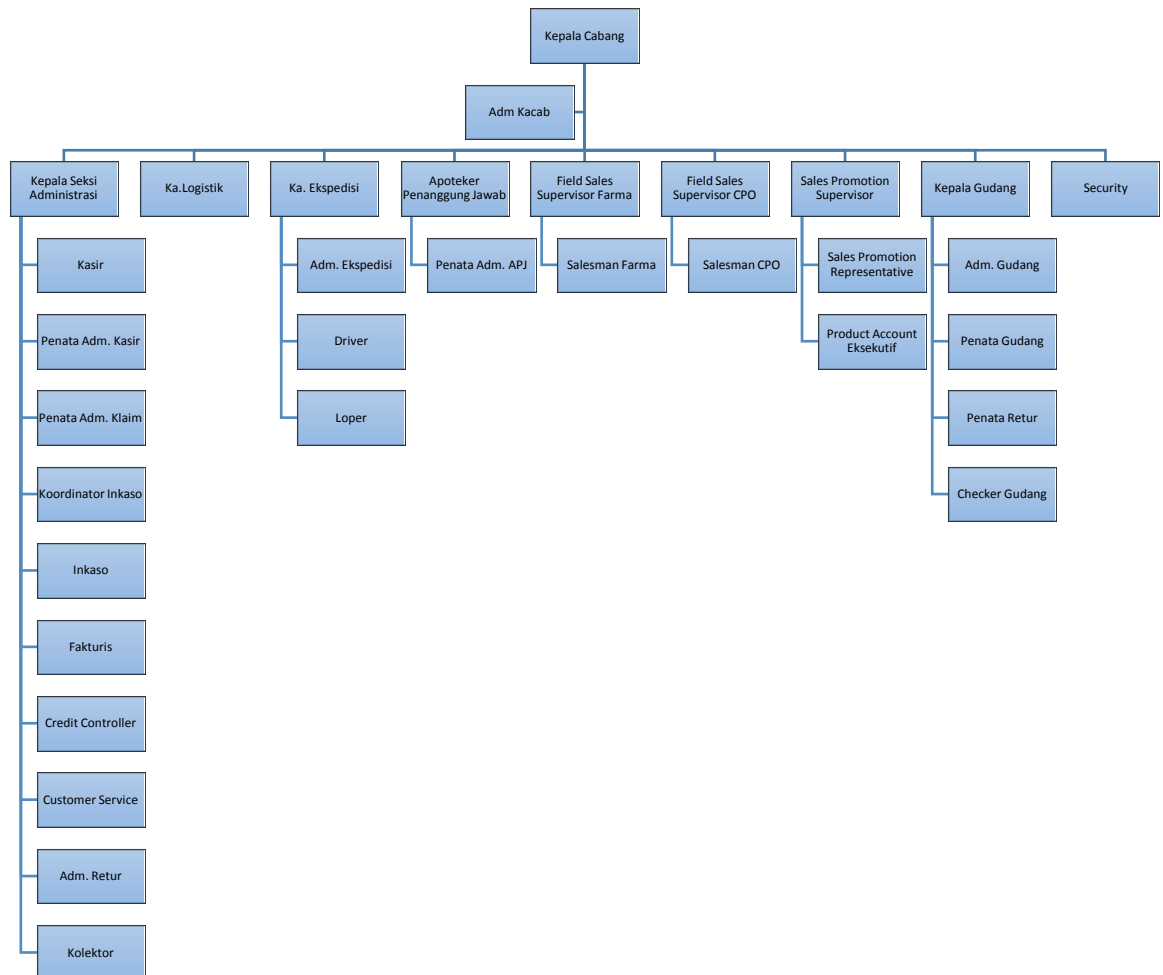 Kepala Cabang
Adm Kacab
Kepala Seksi
Administrasi
Ka.Logistik
Ka. Ekspedisi
Apoteker
Penanggung Jawab
Field Sales
Supervisor Farma
Field Sales
Supervisor CPO
Sales Promotion
Supervisor
Kepala Gudang
Security
Kasir
Penata Adm. Kasir
Penata Adm. Klaim
Koordinator Inkaso
Inkaso
Fakturis
Credit Controller
Customer Service
Adm. Retur
Kolektor
Adm. Ekspedisi
Driver
Loper
Penata Adm. APJ
Salesman Farma
Salesman CPO
Sales Promotion
Representative
Product Account
Eksekutif
Adm. Gudang
Penata Gudang
Penata Retur
Checker Gudang